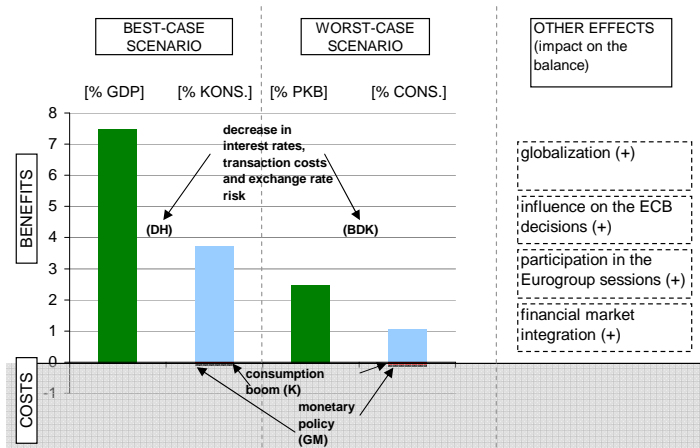 BEST-CASE
SCENARIO
WORST-CASE
SCENARIO
OTHER EFFECTS
(impact on the
balance)
[% GDP]
[% KONS.]
[% PKB]
[% CONS.]
BENEFITS
8
7
6
5
4
3
2
1
0
-1
COSTS
decrease in
interest rates,
transaction costs
and exchange rate
risk
(DH)
(BDK)
consumption
boom (K)
monetary
policy
(GM)
globalization (+)
influence on the ECB
decisions (+)
participation in the
Eurogroup sessions (+)
financial market
integration (+)